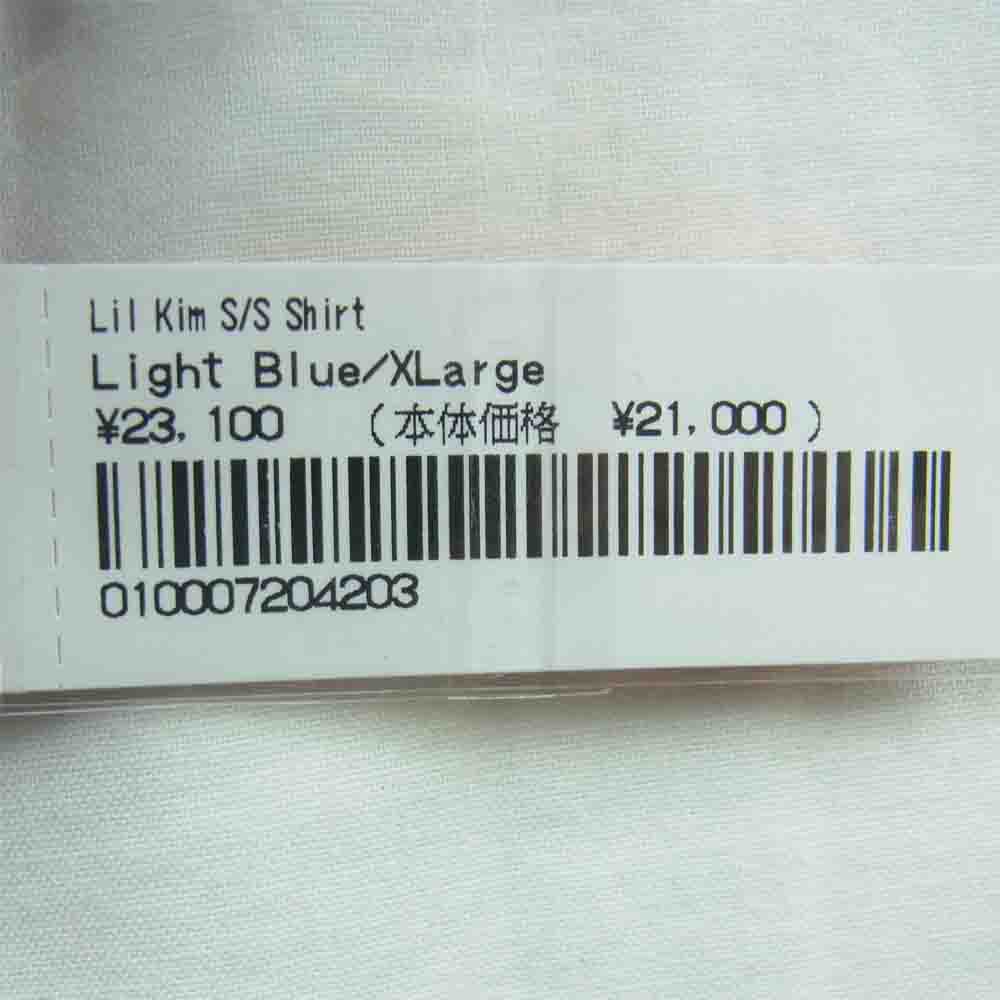 Lil Kim S/S Shirt
Light Blue/XLarge
¥23,100 (本体価格 ¥21,000)
010007204203